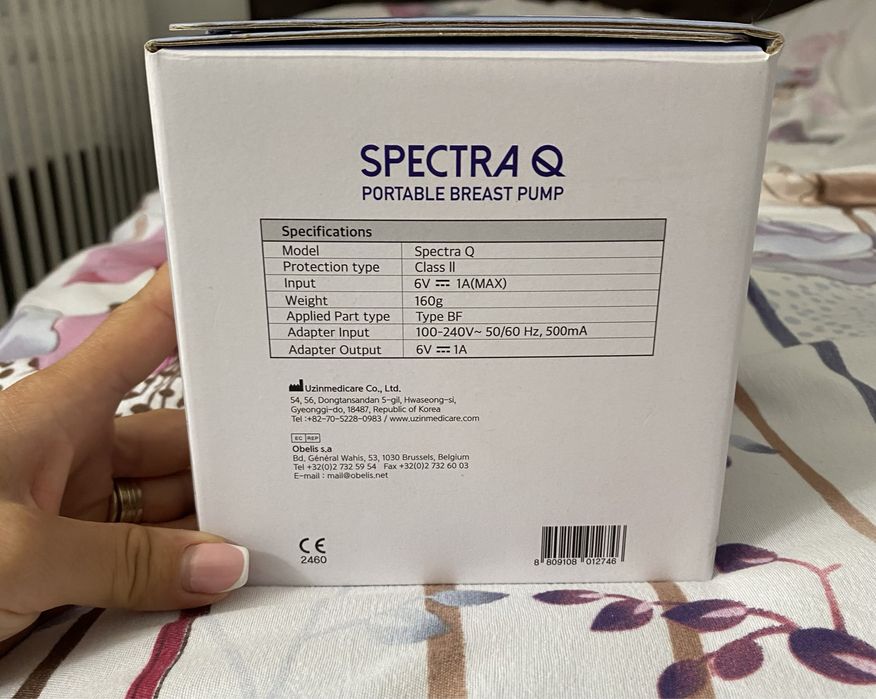 SPECTRA Q
PORTABLE BREAST PUMP
Specifications
Model Spectra Q
Protection type Class II
Input 6V ⎓ 1A(MAX)
Weight 160g
Applied Part type Type BF
Adapter Input 100-240V~ 50/60 Hz, 500mA
Adapter Output 6V ⎓ 1A
Uzinmedicare Co., Ltd.
54, 56, Dongtansandan 5-gil, Hwaseong-si,
Gyeonggi-do, 18487, Republic of Korea
Tel :+82-70-5228-0983 / www.uzinmedicare.com
EC REP
Obelis s.a
Bd, Général Wahis, 53, 1030 Brussels, Belgium
Tel +32(0)2 732 59 54 Fax +32(0)2 732 60 03
E-mail : mail@obelis.net
CE
2460
8 809108 012746